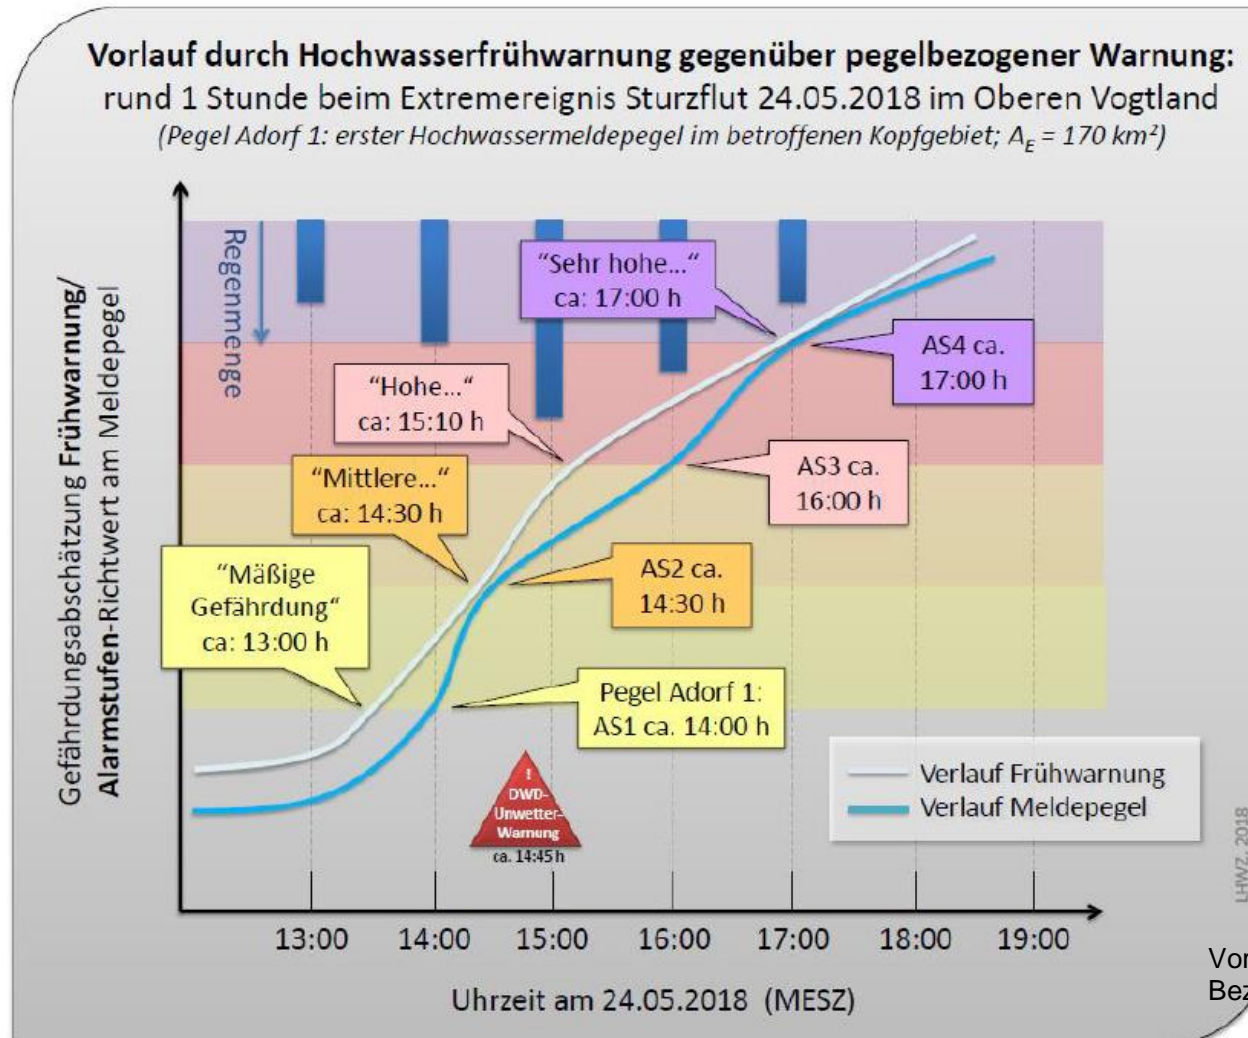 Vorlauf durch Hochwasserfrühwarnung gegenüber pegelbezogener Warnung:
rund 1 Stunde beim Extremereignis Sturzflut 24.05.2018 im Oberen Vogtland
(Pegel Adorf 1: erster Hochwassermeldepegel im betroffenen Kopfgebiet; A_E = 170 km²)
Gefährdungsabschätzung Frühwarnung/
Alarmstufen-Richtwert am Meldepegel
Regenmenge
“Sehr hohe...“
ca: 17:00 h
AS4 ca.
17:00 h
“Hohe...“
ca: 15:10 h
“Mittlere...“
ca: 14:30 h
AS3 ca.
16:00 h
“Mäßige
Gefährdung“
ca: 13:00 h
AS2 ca.
14:30 h
Pegel Adorf 1:
AS1 ca. 14:00 h
!
DWD-
Unwetter-
Warnung
ca. 14:45 h
Verlauf Frühwarnung
Verlauf Meldepegel
LHWZ, 2018
13:00 14:00 15:00 16:00 17:00 18:00 19:00
Uhrzeit am 24.05.2018 (MESZ)
Vor
Bez